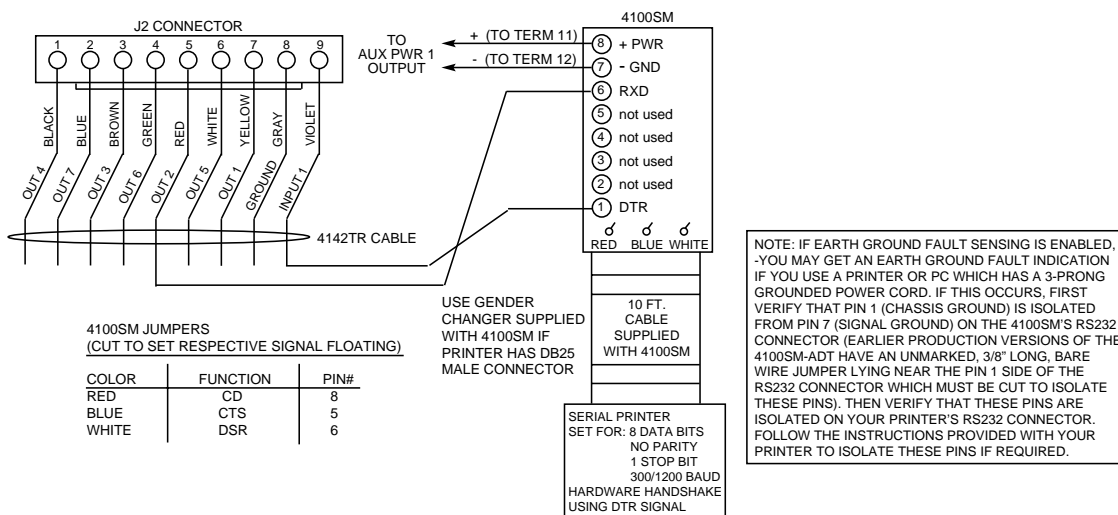 J2 CONNECTOR
1 2 3 4 5 6 7 8 9
BLACK
BLUE
BROWN
GREEN
RED
WHITE
YELLOW
GRAY
VIOLET
OUT 4
OUT 7
OUT 3
OUT 6
OUT 2
OUT 5
OUT 1
GROUND
INPUT 1
4142TR CABLE
TO
AUX PWR 1
OUTPUT
+ (TO TERM 11)
- (TO TERM 12)
4100SM
8 + PWR
7 - GND
6 RXD
5 not used
4 not used
3 not used
2 not used
1 DTR
RED BLUE WHITE
USE GENDER
CHANGER SUPPLIED
WITH 4100SM IF
PRINTER HAS DB25
MALE CONNECTOR
10 FT.
CABLE
SUPPLIED
WITH 4100SM
SERIAL PRINTER
SET FOR: 8 DATA BITS
NO PARITY
1 STOP BIT
300/1200 BAUD
HARDWARE HANDSHAKE
USING DTR SIGNAL
4100SM JUMPERS
(CUT TO SET RESPECTIVE SIGNAL FLOATING)
COLOR FUNCTION PIN#
RED CD 8
BLUE CTS 5
WHITE DSR 6
NOTE: IF EARTH GROUND FAULT SENSING IS ENABLED,
-YOU MAY GET AN EARTH GROUND FAULT INDICATION
IF YOU USE A PRINTER OR PC WHICH HAS A 3-PRONG
GROUNDED POWER CORD. IF THIS OCCURS, FIRST
VERIFY THAT PIN 1 (CHASSIS GROUND) IS ISOLATED
FROM PIN 7 (SIGNAL GROUND) ON THE 4100SM'S RS232
CONNECTOR (EARLIER PRODUCTION VERSIONS OF THE
4100SM-ADT HAVE AN UNMARKED, 3/8" LONG, BARE
WIRE JUMPER LYING NEAR THE PIN 1 SIDE OF THE
RS232 CONNECTOR WHICH MUST BE CUT TO ISOLATE
THESE PINS). THEN VERIFY THAT THESE PINS ARE
ISOLATED ON YOUR PRINTER'S RS232 CONNECTOR.
FOLLOW THE INSTRUCTIONS PROVIDED WITH YOUR
PRINTER TO ISOLATE THESE PINS IF REQUIRED.